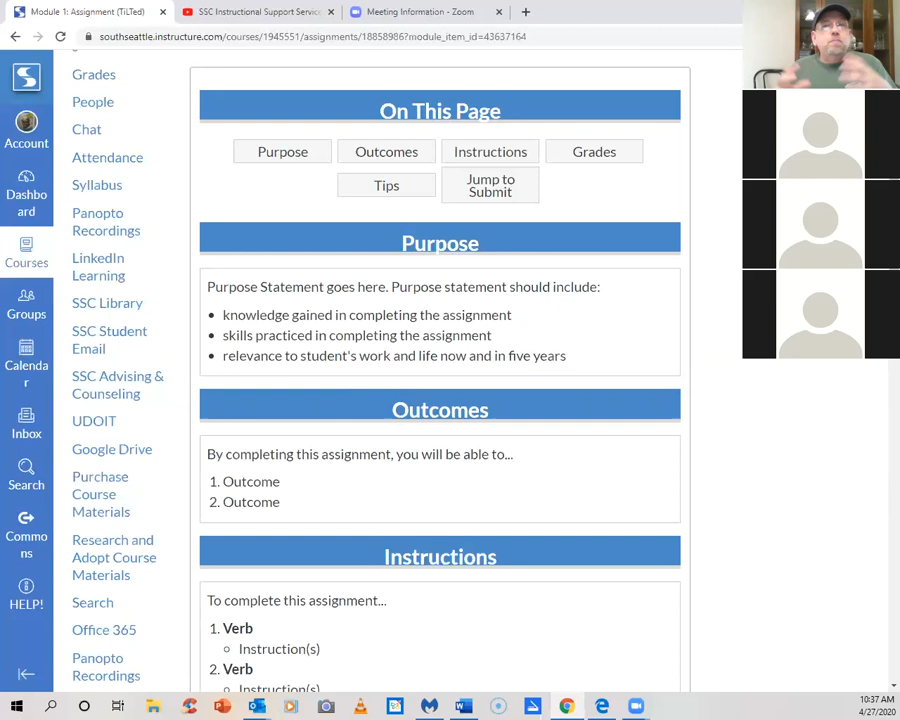 Module 1: Assignment (TiLTed)
SSC Instructional Support Servic
Meeting Information - Zoom
southseattle.instructure.com/courses/1945551/assignments/18858986?module_item_id=43637164
Account
Dashbo
ard
Courses
Groups
Calenda
r
Inbox
Search
Commo
ns
HELP!
Grades
People
Chat
Attendance
Syllabus
Panopto
Recordings
LinkedIn
Learning
SSC Library
SSC Student
Email
SSC Advising &
Counseling
UDOIT
Google Drive
Purchase
Course
Materials
Research and
Adopt Course
Materials
Search
Office 365
Panopto
Recordings
On This Page
Purpose
Outcomes
Instructions
Grades
Tips
Jump to
Submit
Purpose
Purpose Statement goes here. Purpose statement should include:
• knowledge gained in completing the assignment
• skills practiced in completing the assignment
• relevance to student's work and life now and in five years
Outcomes
By completing this assignment, you will be able to...
1. Outcome
2. Outcome
Instructions
To complete this assignment...
1. Verb
Instruction(s)
2. Verb
Instruction(s)
10:37 AM
4/27/2020